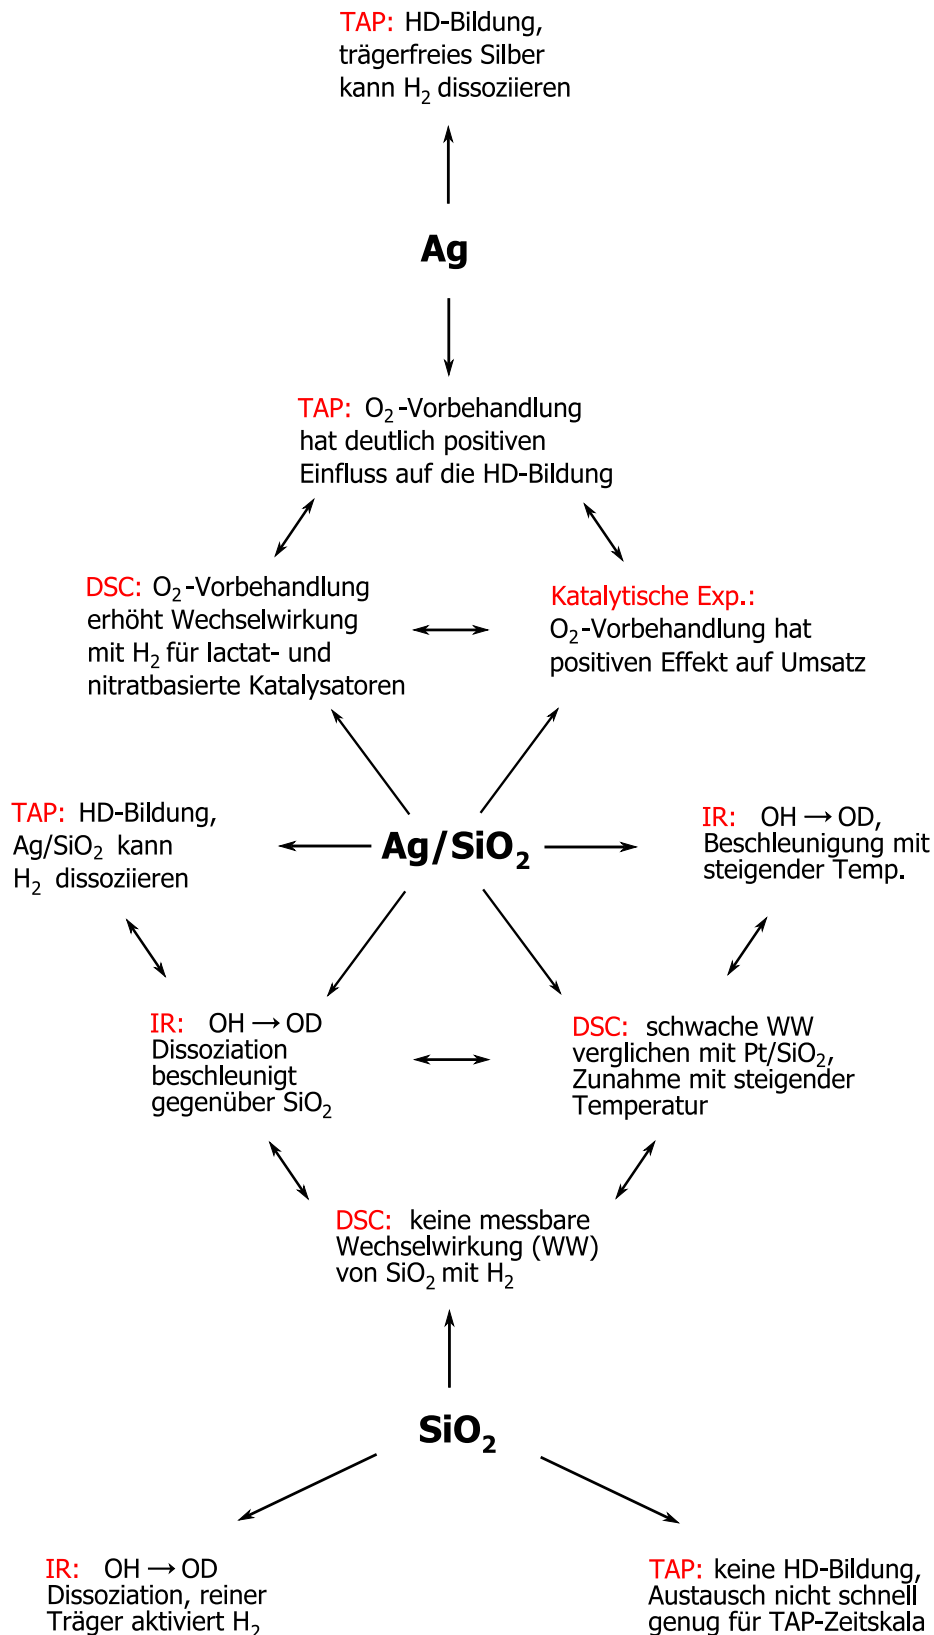 TAP: HD-Bildung,
trägerfreies Silber
kann H₂ dissoziieren
Ag
TAP: O₂-Vorbehandlung
hat deutlich positiven
Einfluss auf die HD-Bildung
DSC: O₂-Vorbehandlung
erhöht Wechselwirkung
mit H₂ für lactat- und
nitratbasierte Katalysatoren
Katalytische Exp.:
O₂-Vorbehandlung hat
positiven Effekt auf Umsatz
TAP: HD-Bildung,
Ag/SiO₂ kann
H₂ dissoziieren
Ag/SiO₂
IR: OH → OD,
Beschleunigung mit
steigender Temp.
IR: OH → OD
Dissoziation
beschleunigt
gegenüber SiO₂
DSC: schwache WW
verglichen mit Pt/SiO₂,
Zunahme mit steigender
Temperatur
DSC: keine messbare
Wechselwirkung (WW)
von SiO₂ mit H₂
SiO₂
IR: OH → OD
Dissoziation, reiner
Träger aktiviert H₂
TAP: keine HD-Bildung,
Austausch nicht schnell
genug für TAP-Zeitskala